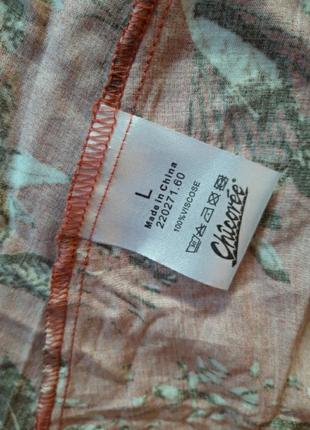 L
Made in China
220271.60
100%VISCOSE
Chicorée